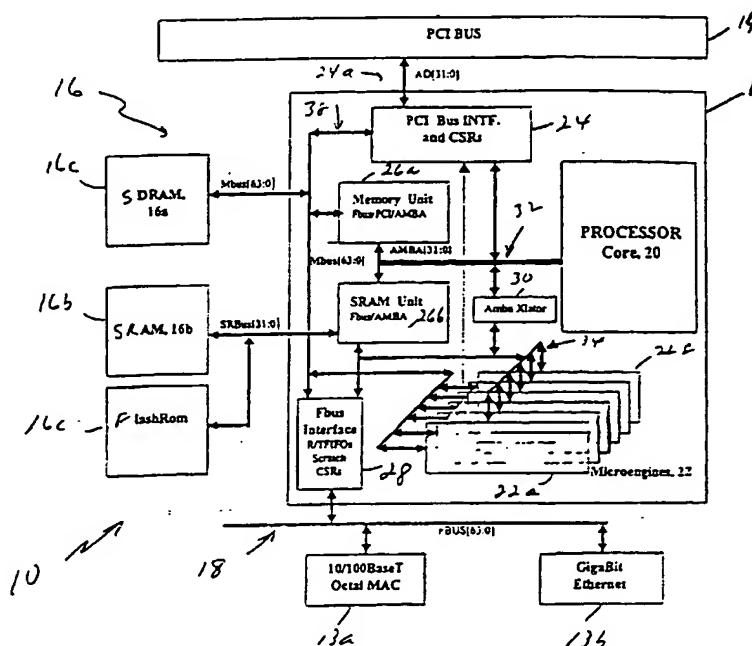 PCI BUS
14
24a
AD[31:0]
16
38
PCI Bus INTF.
and CSRs
24
16c
SDRAM, 16a
Mbus[63:0]
26a
Memory Unit
Fbus/PCI/AMBA
32
PROCESSOR
Core, 20
AMBA[31:0]
Mbus[63:0]
30
Amba Xlator
16b
SRAM, 16b
SRBus[31:0]
SRAM Unit
Fbus/AMBA
26b
34
16c
FlashRom
Fbus
Interface
R/TFIFOs
Scratch
CSRs
28
Microengines, 22
22a
10
18
FBUS[63:0]
10/100BaseT
Octal MAC
GigaBit
Ethernet
13a
13b